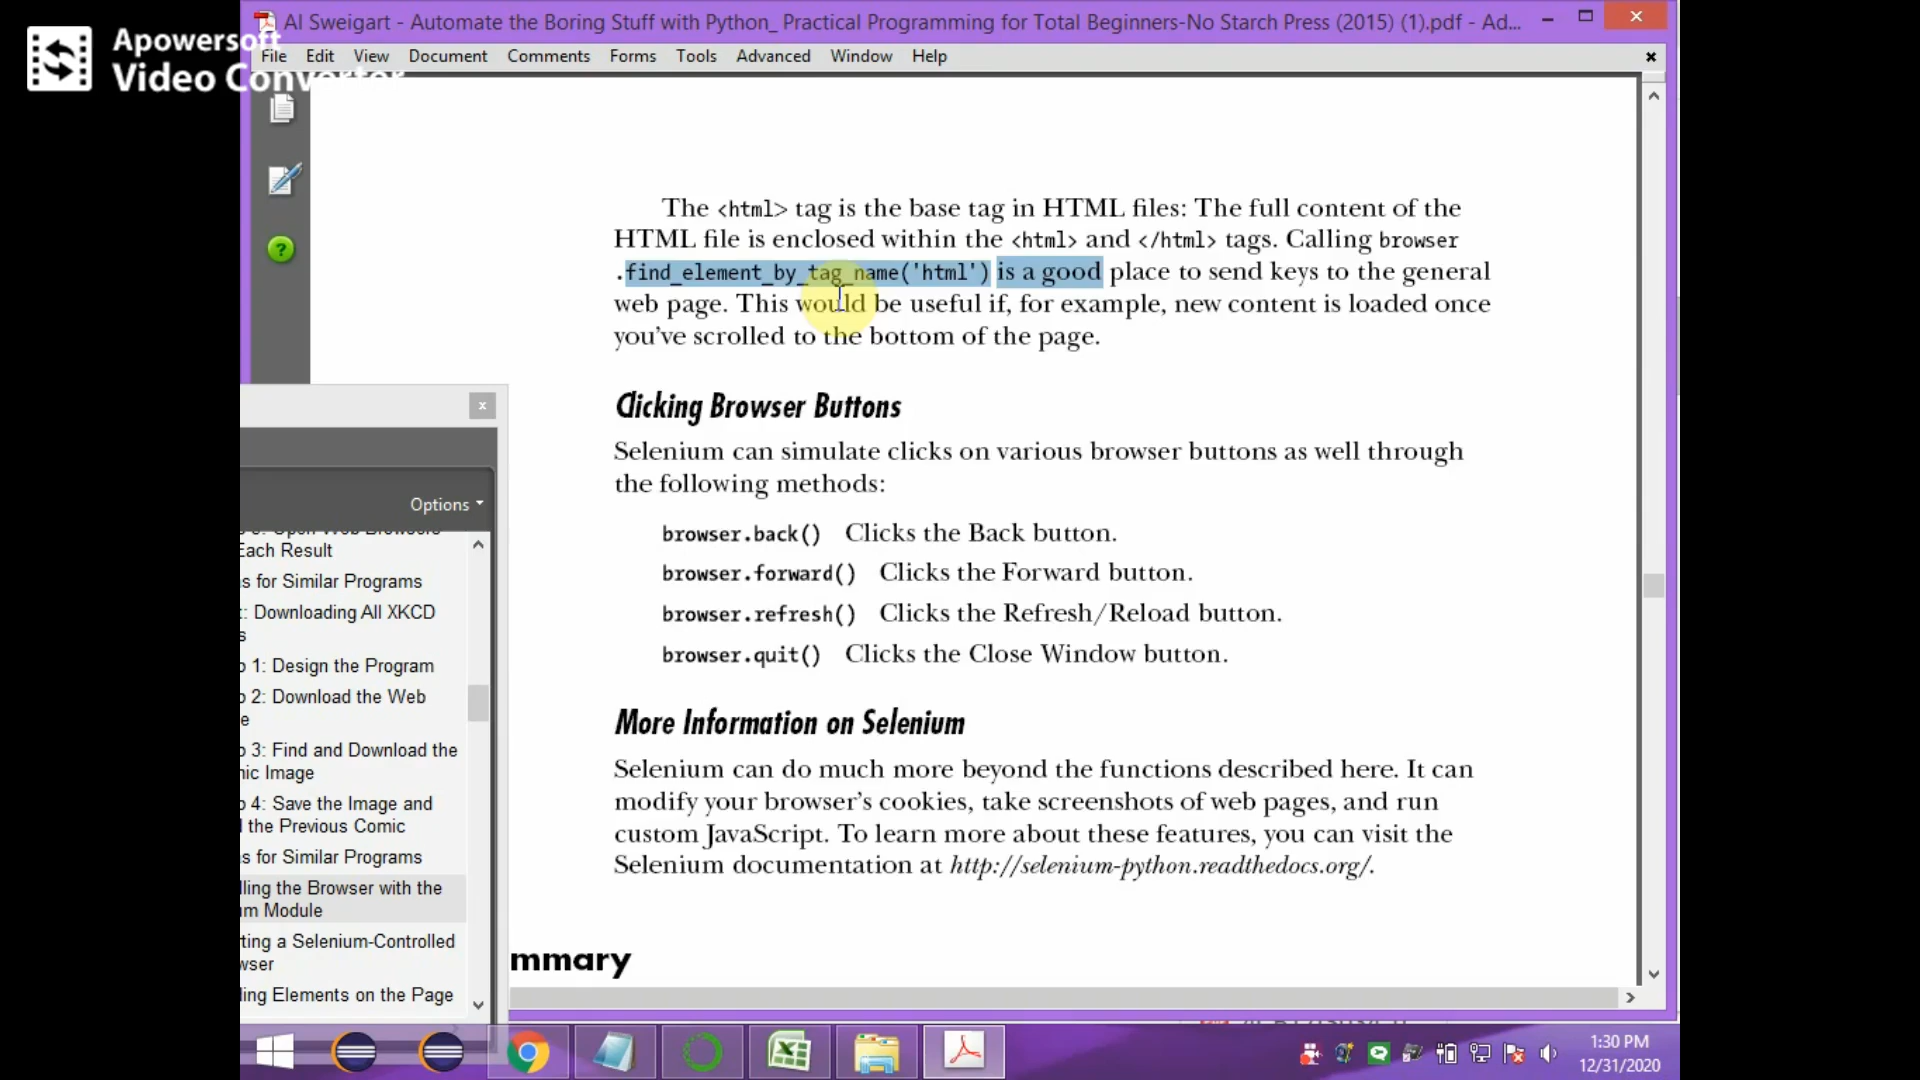 Al Sweigart - Automate the Boring Stuff with Python_ Practical Programming for Total Beginners-No Starch Press (2015) (1).pdf - Ad...
Apowersoft
Video Converter
File Edit View Document Comments Forms Tools Advanced Window Help
The <html> tag is the base tag in HTML files: The full content of the
HTML file is enclosed within the <html> and </html> tags. Calling browser
.find_element_by_tag_name('html') is a good place to send keys to the general
web page. This would be useful if, for example, new content is loaded once
you've scrolled to the bottom of the page.
Clicking Browser Buttons
Selenium can simulate clicks on various browser buttons as well through
the following methods:
browser.back() Clicks the Back button.
browser.forward() Clicks the Forward button.
browser.refresh() Clicks the Refresh/Reload button.
browser.quit() Clicks the Close Window button.
More Information on Selenium
Selenium can do much more beyond the functions described here. It can
modify your browser's cookies, take screenshots of web pages, and run
custom JavaScript. To learn more about these features, you can visit the
Selenium documentation at http://selenium-python.readthedocs.org/.
mmary
Options
Each Result
s for Similar Programs
: Downloading All XKCD
s
p 1: Design the Program
p 2: Download the Web
e
p 3: Find and Download the
nic Image
p 4: Save the Image and
the Previous Comic
s for Similar Programs
lling the Browser with the
m Module
rting a Selenium-Controlled
wser
ling Elements on the Page
1:30 PM
12/31/2020